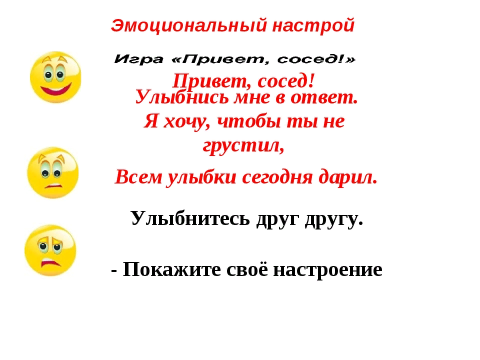 Эмоциональный настрой
Игра «Привет, сосед!»
Привет, сосед!
Улыбнись мне в ответ.
Я хочу, чтобы ты не
грустил,
Всем улыбки сегодня дарил.
Улыбнитесь друг другу.
- Покажите своё настроение